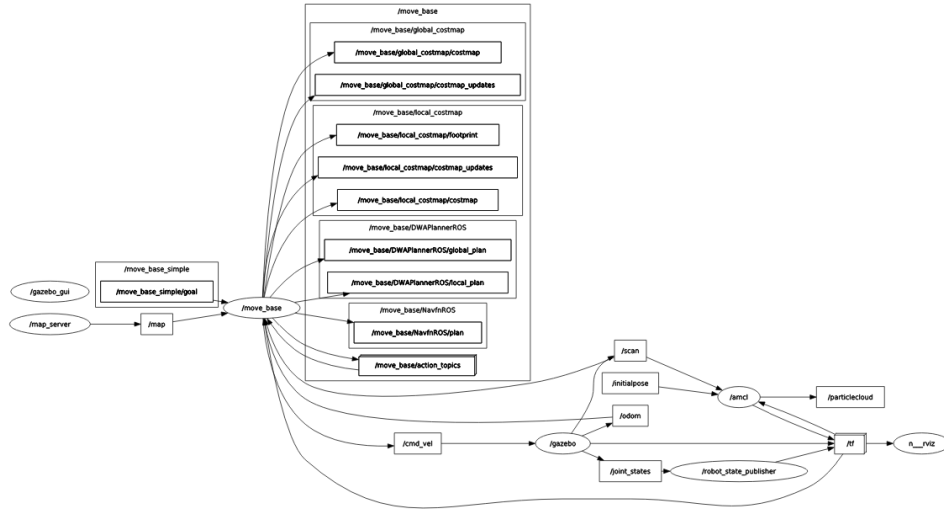 /move_base
/move_base/global_costmap
/move_base/global_costmap/costmap
/move_base/global_costmap/costmap_updates
/move_base/local_costmap
/move_base/local_costmap/footprint
/move_base/local_costmap/costmap_updates
/move_base/local_costmap/costmap
/move_base/DWAPlannerROS
/move_base/DWAPlannerROS/global_plan
/move_base/DWAPlannerROS/local_plan
/move_base_simple
/move_base_simple/goal
/gazebo_gui
/move_base
/map_server
/map
/move_base/NavfnROS
/move_base/NavfnROS/plan
/move_base/action_topics
/scan
/initialpose
/amcl
/particlecloud
/odom
/cmd_vel
/gazebo
/tf
n__rviz
/joint_states
/robot_state_publisher